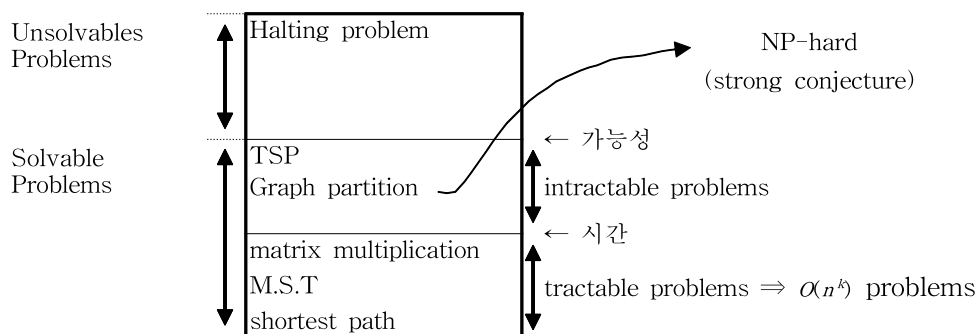 Unsolvables
Problems
Halting problem
NP-hard
(strong conjecture)
← 가능성
Solvable
Problems
TSP
Graph partition
intractable problems
← 시간
matrix multiplication
M.S.T
shortest path
tractable problems ⇒ O(nᵏ) problems